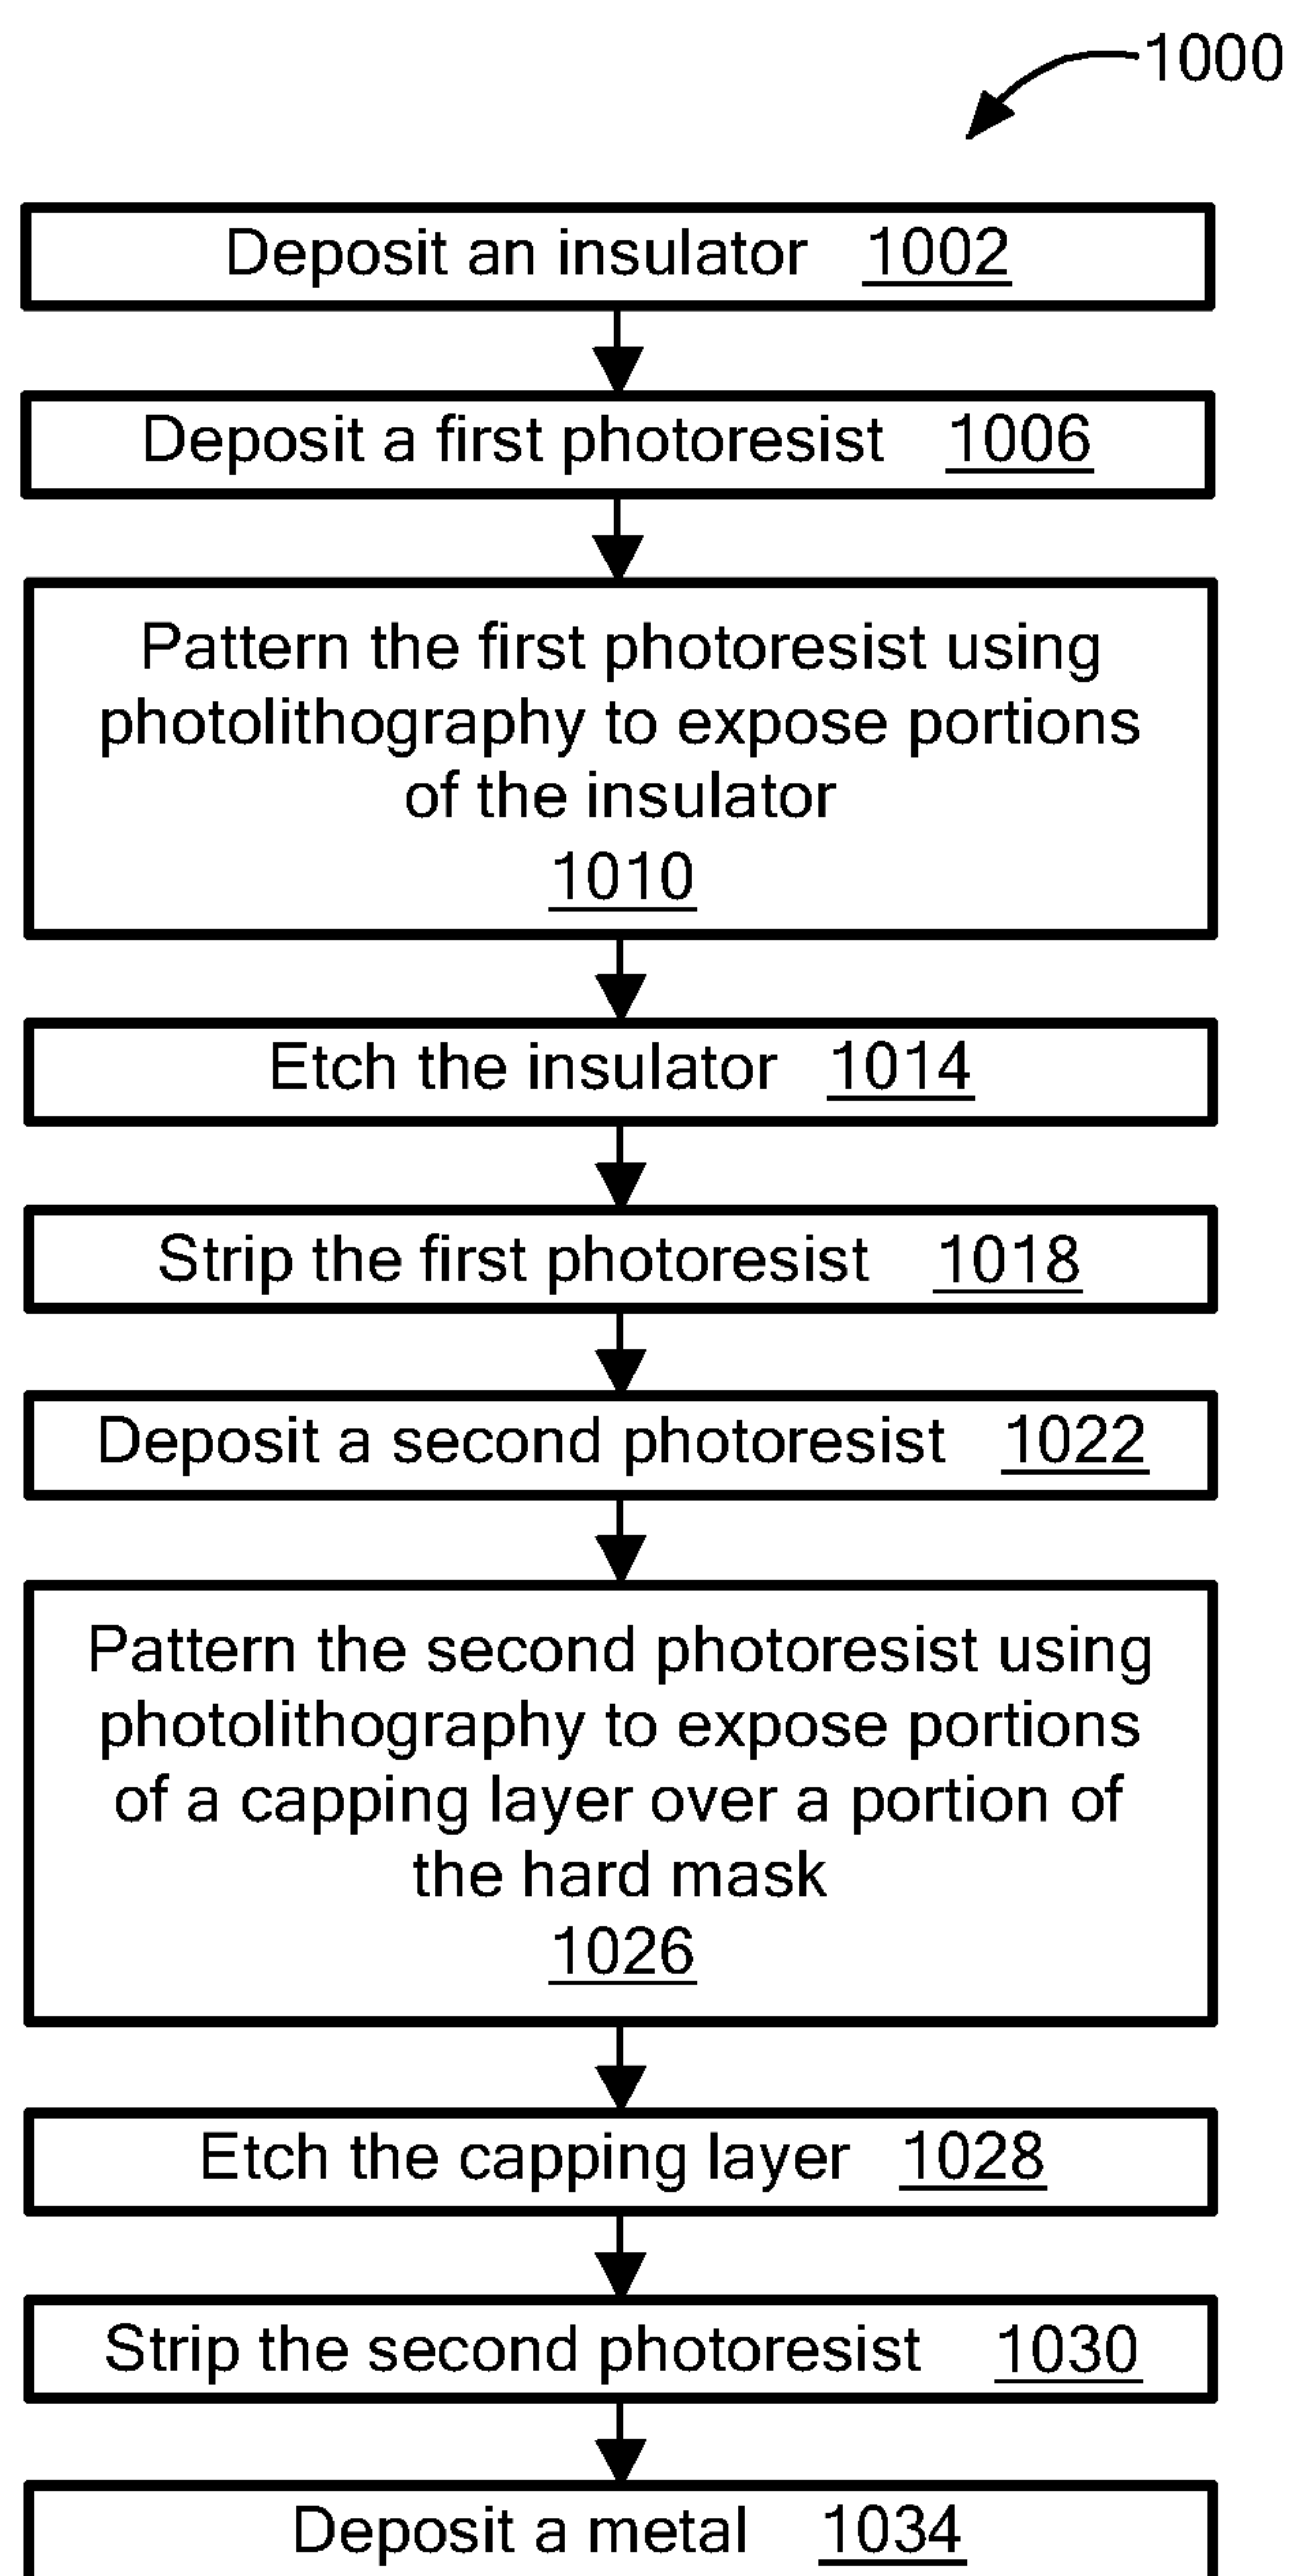 1000
Deposit an insulator 1002
Deposit a first photoresist 1006
Pattern the first photoresist using
photolithography to expose portions
of the insulator
1010
Etch the insulator 1014
Strip the first photoresist 1018
Deposit a second photoresist 1022
Pattern the second photoresist using
photolithography to expose portions
of a capping layer over a portion of
the hard mask
1026
Etch the capping layer 1028
Strip the second photoresist 1030
Deposit a metal 1034